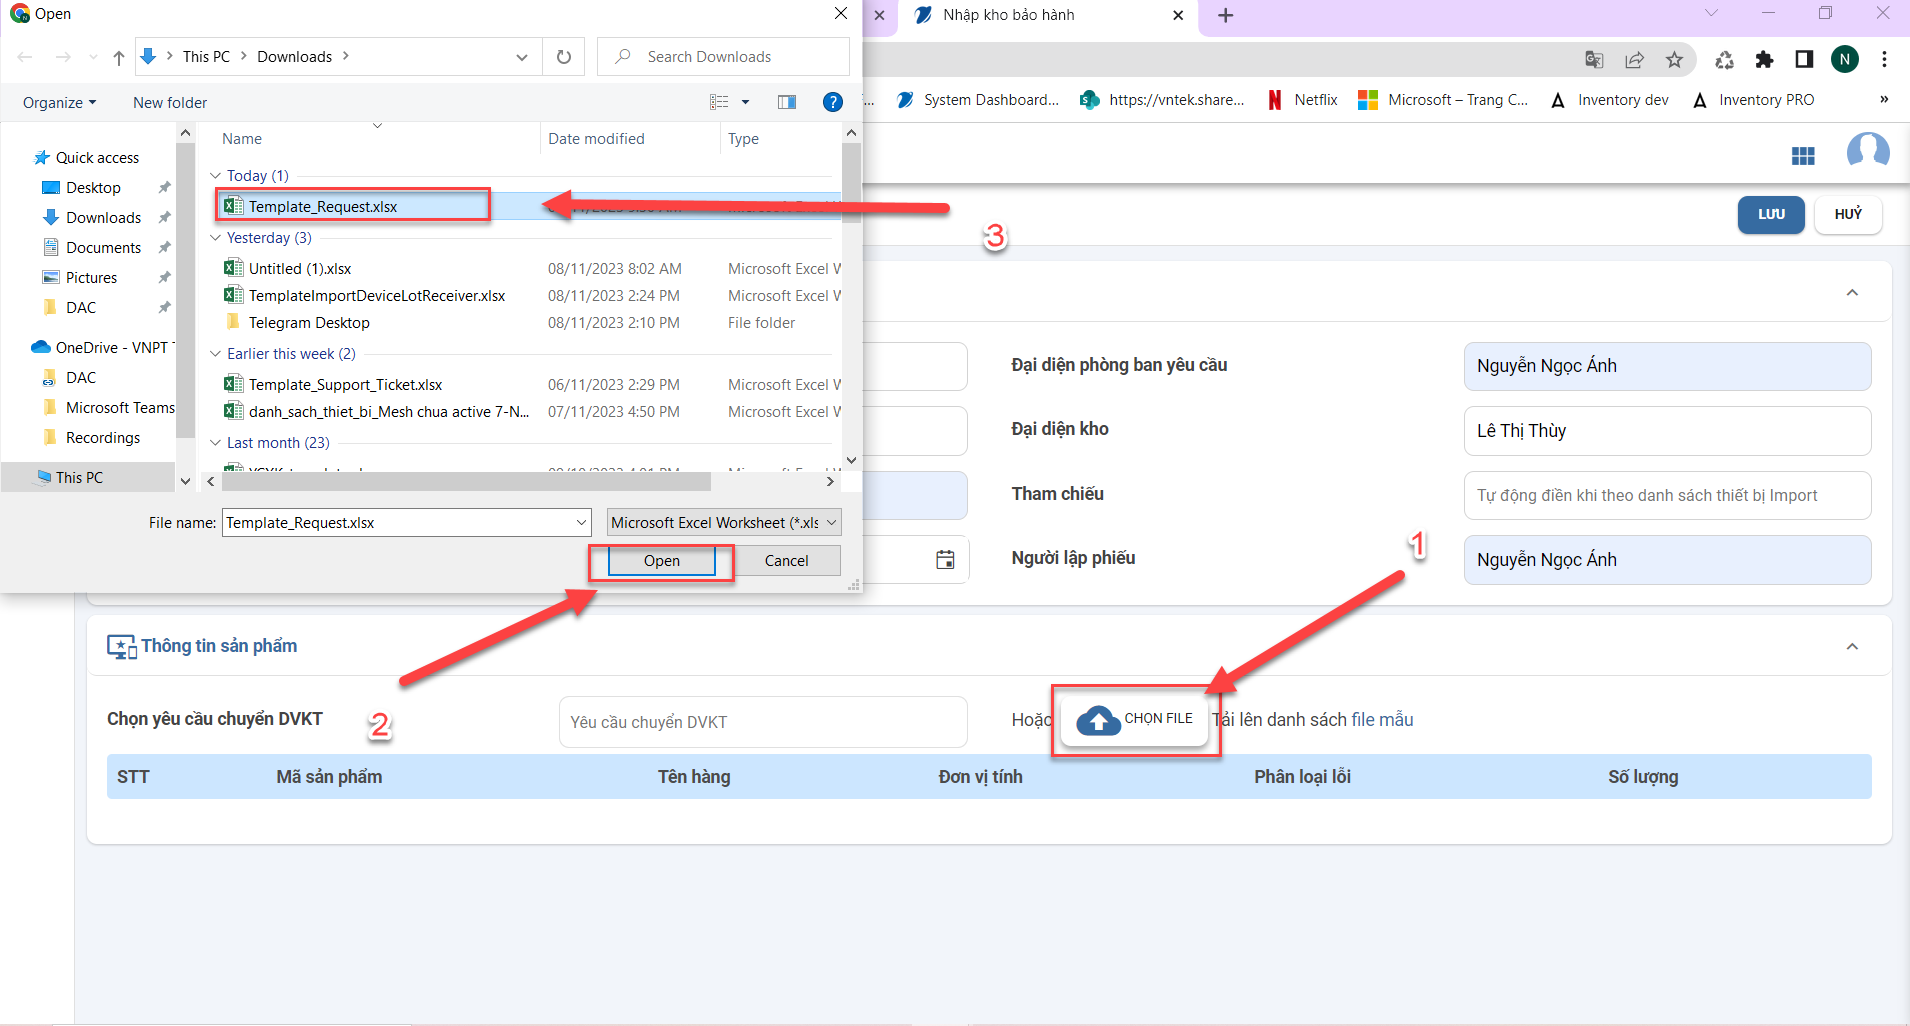 Open
Nhập kho bảo hành
This PC
Downloads
Search Downloads
Organize
New folder
System Dashboard...
https://vntek.share...
Netflix
Microsoft – Trang C...
Inventory dev
Inventory PRO
»
N
Name
Date modified
Type
Quick access
Desktop
Downloads
Documents
Pictures
DAC
OneDrive - VNPT T
DAC
Microsoft Teams
Recordings
This PC
Today (1)
Template_Request.xlsx
Yesterday (3)
Untitled (1).xlsx 08/11/2023 8:02 AM Microsoft Excel W
TemplateImportDeviceLotReceiver.xlsx 08/11/2023 2:24 PM Microsoft Excel W
Telegram Desktop 08/11/2023 2:10 PM File folder
Earlier this week (2)
Template_Support_Ticket.xlsx 06/11/2023 2:29 PM Microsoft Excel W
danh_sach_thiet_bi_Mesh chua active 7-N... 07/11/2023 4:50 PM Microsoft Excel W
Last month (23)
File name: Template_Request.xlsx
Microsoft Excel Worksheet (*.xls
Open
Cancel
3
LƯU
HUỶ
Đại diện phòng ban yêu cầu
Nguyễn Ngọc Ánh
Đại diện kho
Lê Thị Thùy
Tham chiếu
Tự động điền khi theo danh sách thiết bị Import
1
Người lập phiếu
Nguyễn Ngọc Ánh
Thông tin sản phẩm
2
Chọn yêu cầu chuyển DVKT
Yêu cầu chuyển DVKT
Hoặc
CHỌN FILE
Tải lên danh sách file mẫu
STT Mã sản phẩm Tên hàng Đơn vị tính Phân loại lỗi Số lượng